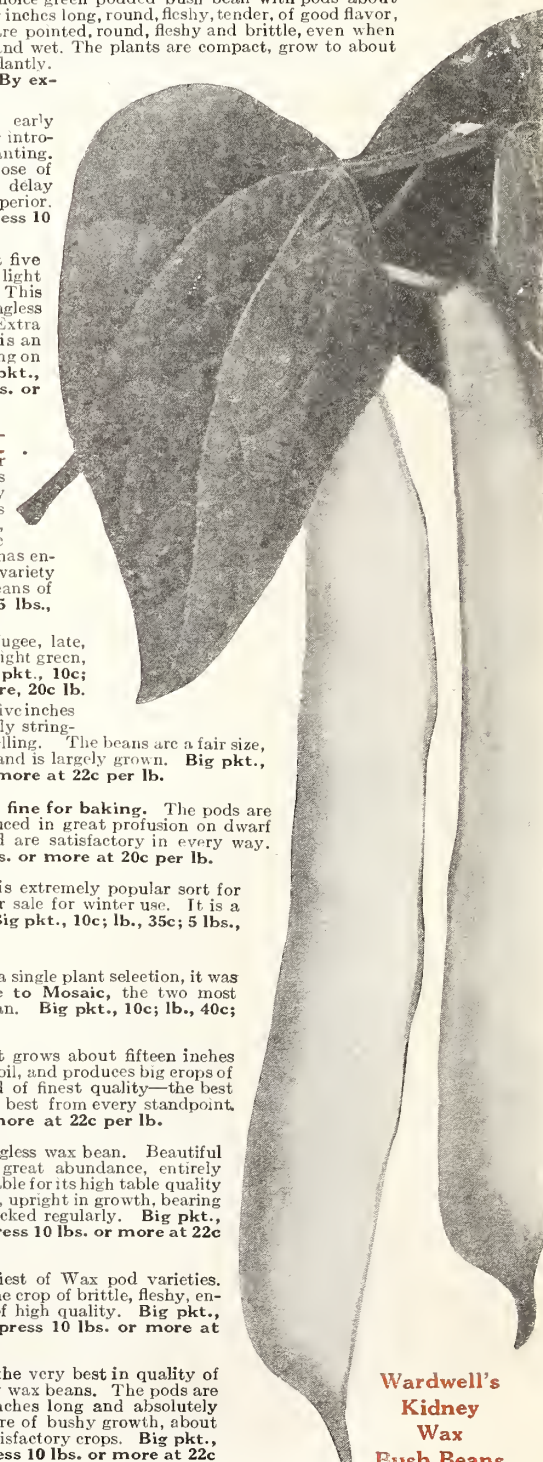 choice green podded bush bean with pods about
inches long, round, fleshy, tender, of good flavor,
re pointed, round, fleshy and brittle, even when
nd wet. The plants are compact, grow to about
lantly.
By ex-
early
intro-
nting.
ose of
delay
perior.
ess 10
five
light
This
gless
Extra
is an
ng on
pkt.,
s. or
r
s
y
s
,
has en-
variety
eans of
5 lbs.,
ugee, late,
ight green,
pkt., 10c;
re, 20c lb.
ive inches
ly string-
lling. The beans are a fair size,
and is largely grown. Big pkt.,
more at 22c per lb.
fine for baking. The pods are
nced in great profusion on dwarf
d are satisfactory in every way.
s. or more at 20c per lb.
is extremely popular sort for
r sale for winter use. It is a
Big pkt., 10c; lb., 35c; 5 lbs.,
a single plant selection, it was
e to Mosaic, the two most
an. Big pkt., 10c; lb., 40c;
t grows about fifteen inches
oil, and produces big crops of
d of finest quality—the best
best from every standpoint.
more at 22c per lb.
gless wax bean. Beautiful
great abundance, entirely
ble for its high table quality
, upright in growth, bearing
cked regularly. Big pkt.,
ress 10 lbs. or more at 22c
iest of Wax pod varieties.
ne crop of brittle, fleshy, en-
f high quality. Big pkt.,
press 10 lbs. or more at
the very best in quality of
wax beans. The pods are
nches long and absolutely
re of bushy growth, about
isfactory crops. Big pkt.,
ess 10 lbs. or more at 22c
Wardwell's
Kidney
Wax
Bush Beans